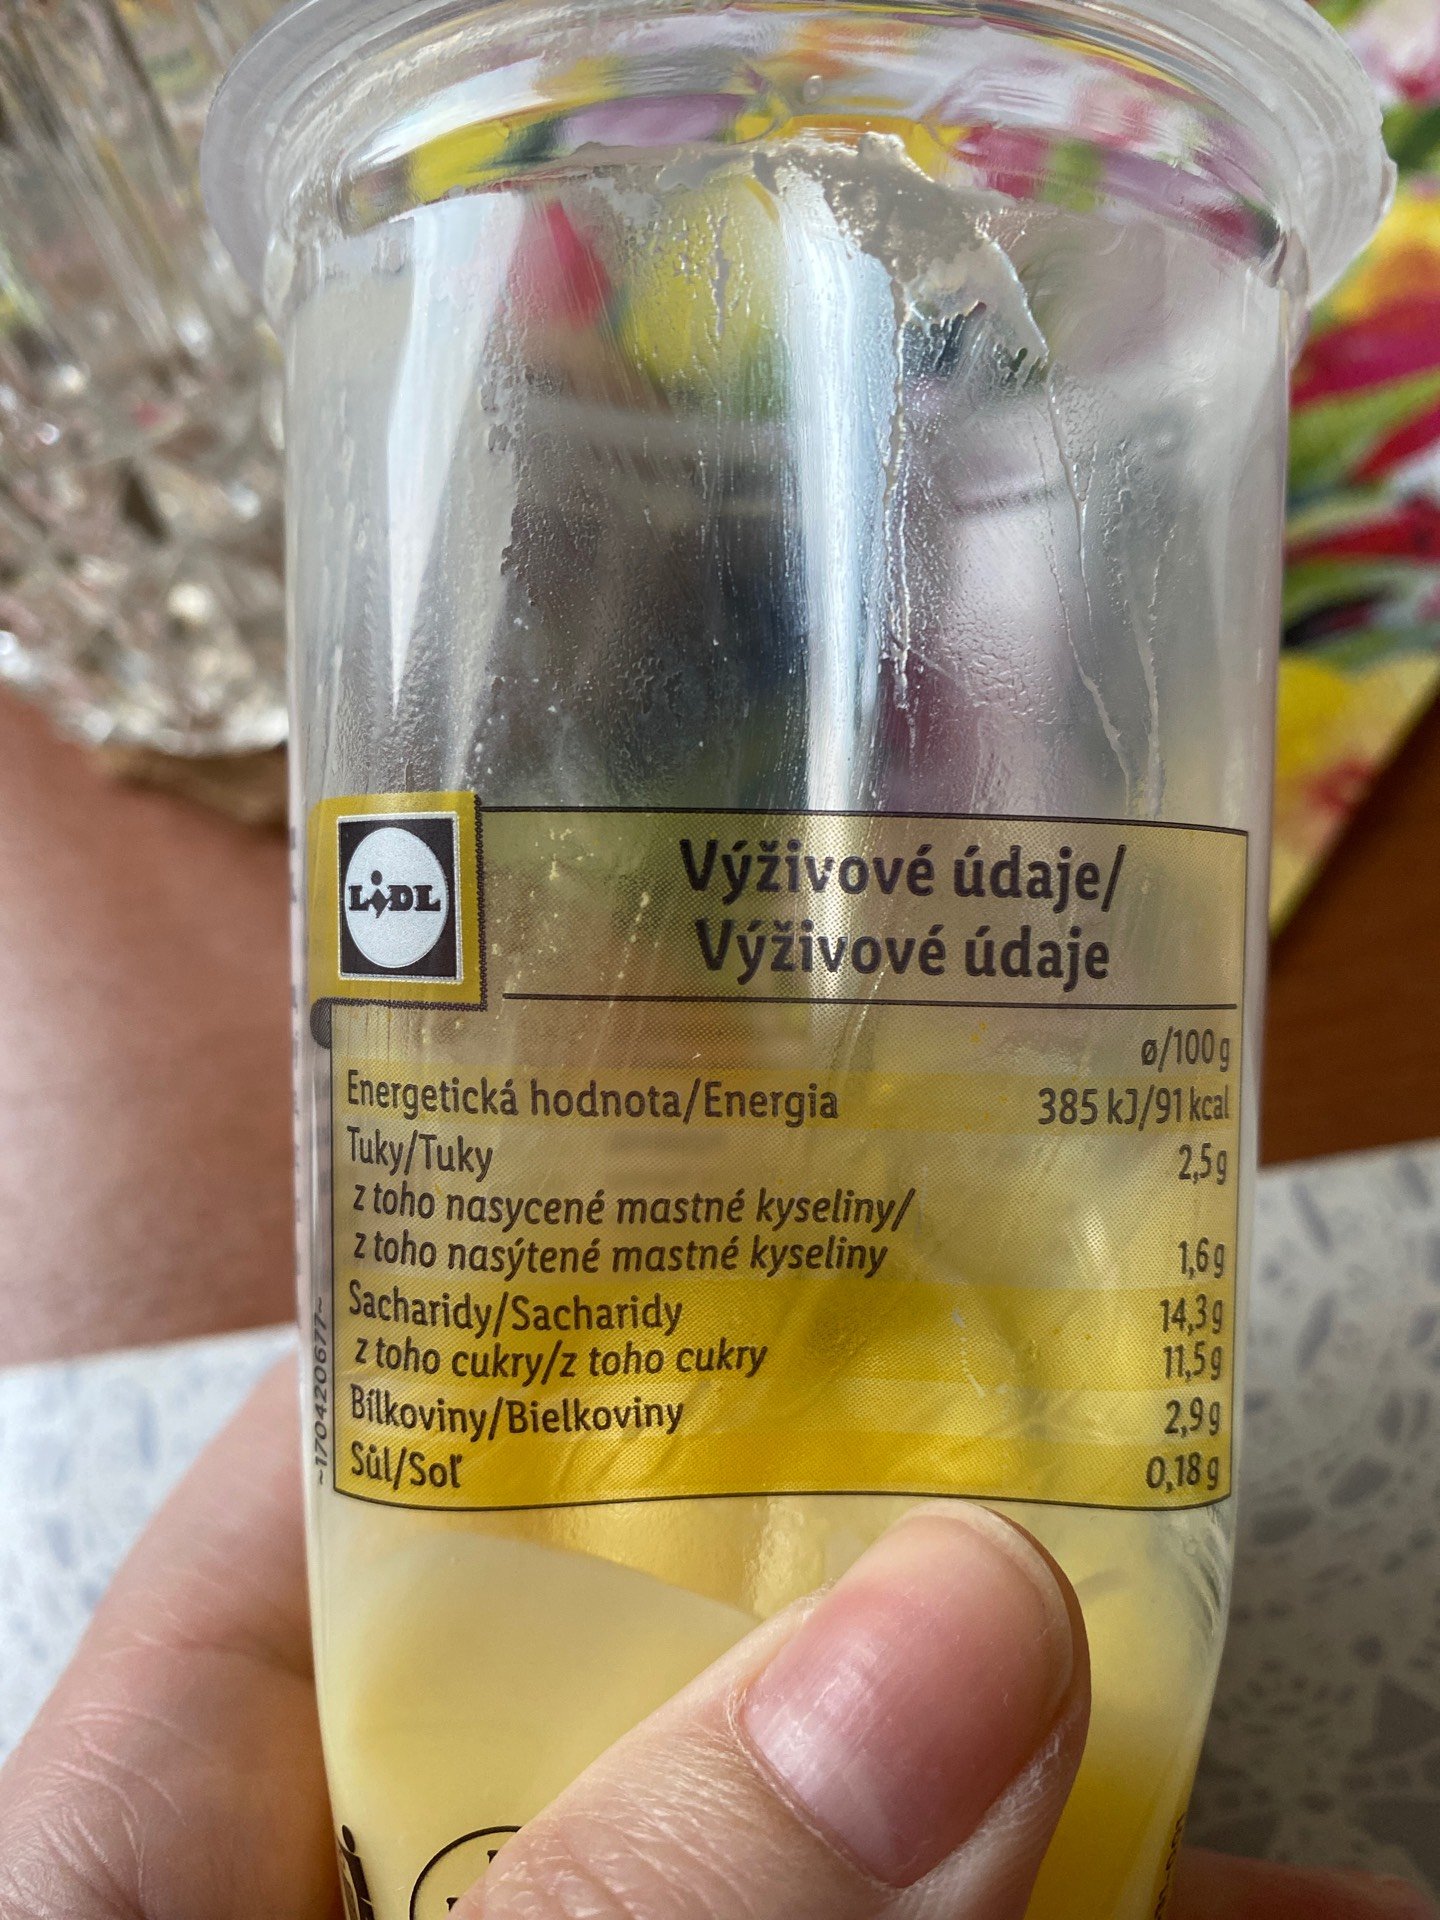 LIDL
Výživové údaje/
Výživové údaje
ø/100 g
Energetická hodnota/Energia 385 kJ/91 kcal
Tuky/Tuky 2,5 g
z toho nasycené mastné kyseliny/
z toho nasýtené mastné kyseliny 1,6 g
Sacharidy/Sacharidy 14,3 g
z toho cukry/z toho cukry 11,5 g
Bílkoviny/Bielkoviny 2,9 g
Sůl/Soľ 0,18 g
~170420677~